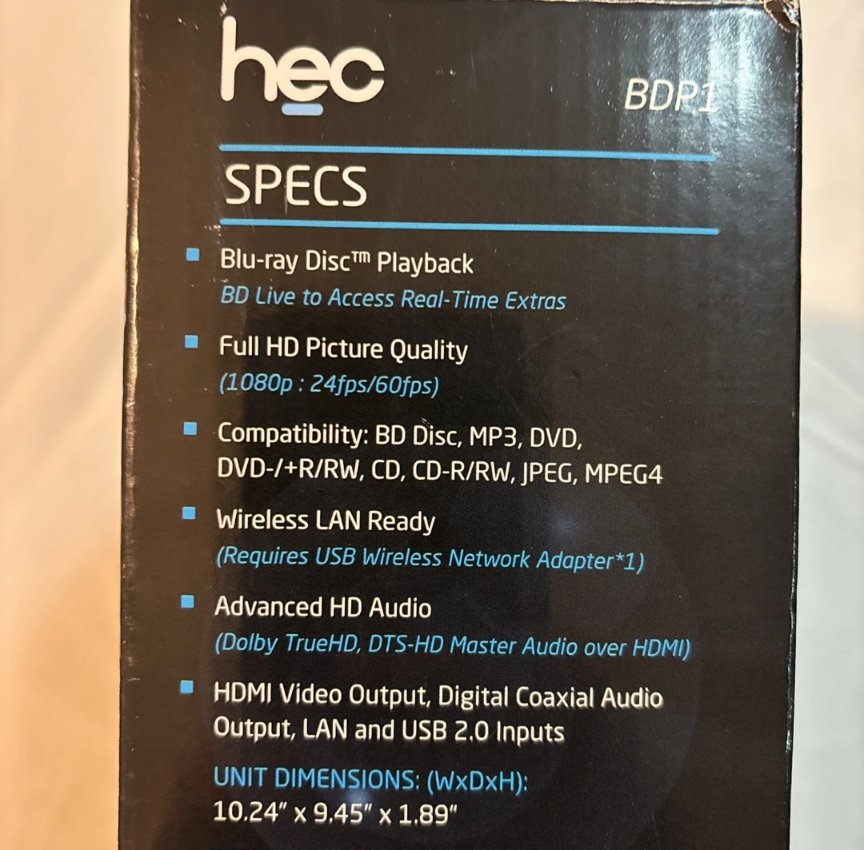 hec
BDP1
SPECS
Blu-ray Disc™ Playback
BD Live to Access Real-Time Extras
Full HD Picture Quality
(1080p : 24fps/60fps)
Compatibility: BD Disc, MP3, DVD,
DVD-/+R/RW, CD, CD-R/RW, JPEG, MPEG4
Wireless LAN Ready
(Requires USB Wireless Network Adapter*1)
Advanced HD Audio
(Dolby TrueHD, DTS-HD Master Audio over HDMI)
HDMI Video Output, Digital Coaxial Audio
Output, LAN and USB 2.0 Inputs
UNIT DIMENSIONS: (WxDxH):
10.24" x 9.45" x 1.89"